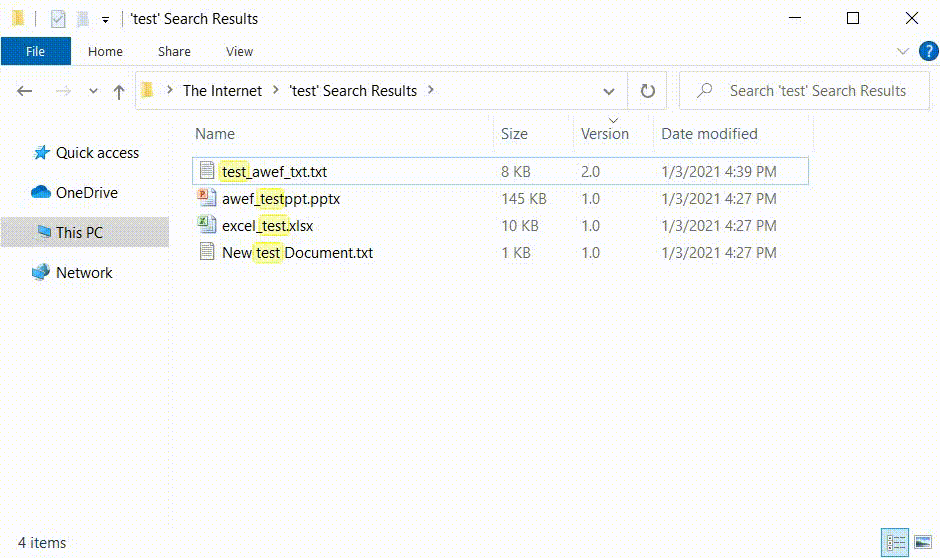 'test' Search Results
File Home Share View ?
The Internet 'test' Search Results Search 'test' Search Results
Name Size Version Date modified
Quick access
OneDrive
This PC
Network
test_awef_txt.txt 8 KB 2.0 1/3/2021 4:39 PM
awef_testppt.pptx 145 KB 1.0 1/3/2021 4:27 PM
excel_test.xlsx 10 KB 1.0 1/3/2021 4:27 PM
New test Document.txt 1 KB 1.0 1/3/2021 4:27 PM
4 items